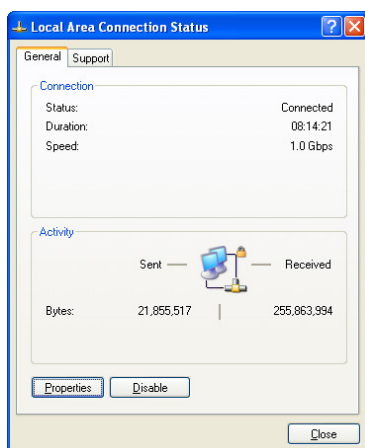 Local Area Connection Status
General Support
Connection
Status: Connected
Duration: 08:14:21
Speed: 1.0 Gbps
Activity
Sent — — Received
Bytes: 21,855,517 | 255,863,994
Properties Disable
Close